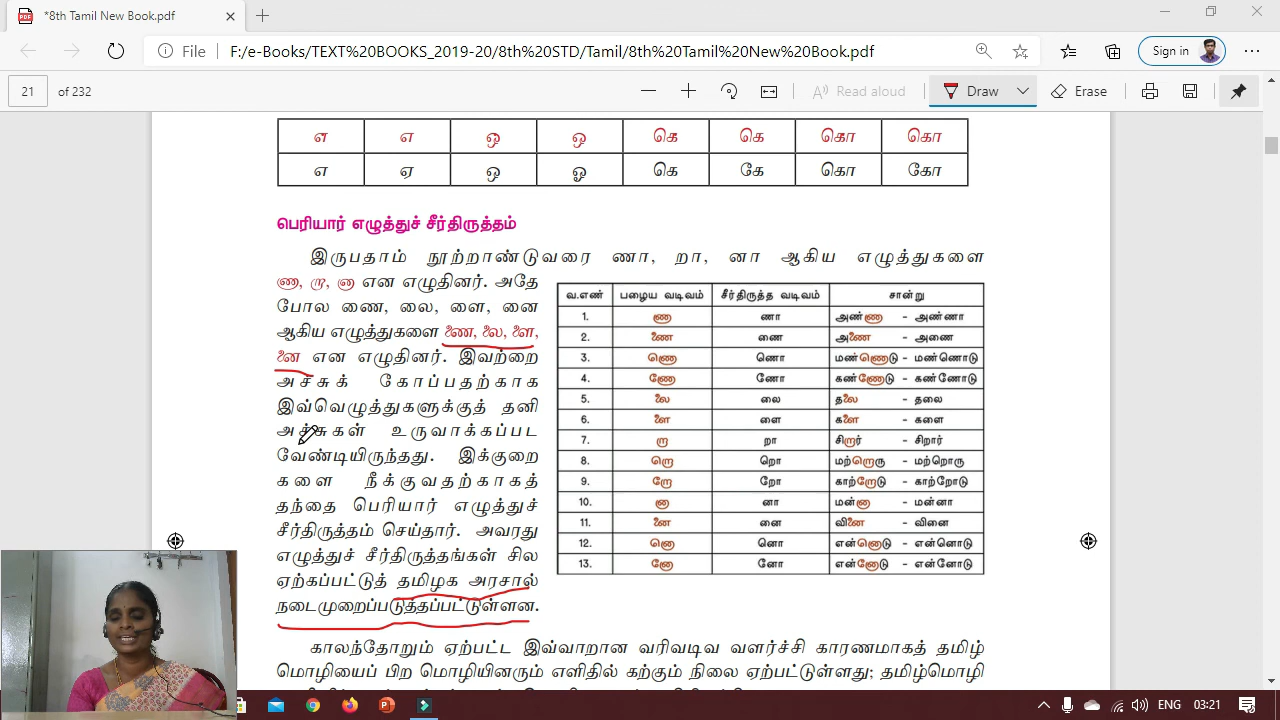 *8th Tamil New Book.pdf
File F:/e-Books/TEXT%20BOOKS_2019-20/8th%20STD/Tamil/8th%20Tamil%20New%20Book.pdf Sign in
21 of 232 Read aloud Draw Erase
எ ஏ ஒ ஓ கெ கே கொ கோ
பெரியார் எழுத்துச் சீர்திருத்தம்
இருபதாம் நூற்றாண்டுவரை ணா, றா, னா ஆகிய எழுத்துகளை
என எழுதினர். அதே
போல ணை, லை, ளை, னை
ஆகிய எழுத்துகளை
என எழுதினர். இவற்றை
அச்சுக் கோப்பதற்காக
இவ்வெழுத்துகளுக்குத் தனி
அச்சுகள் உருவாக்கப்பட
வேண்டியிருந்தது. இக்குறை
களை நீக்குவதற்காகத்
தந்தை பெரியார் எழுத்துச்
சீர்திருத்தம் செய்தார். அவரது
எழுத்துச் சீர்திருத்தங்கள் சில
ஏற்கப்பட்டுத் தமிழக அரசால்
நடைமுறைப்படுத்தப்பட்டுள்ளன.
வ.எண் பழைய வடிவம் சீர்திருத்த வடிவம் சான்று
1. ணா - அண்ணா
2. ணை - அணை
3. ணொ - மண்ணொடு
4. ணோ - கண்ணோடு
5. லை - தலை
6. ளை - களை
7. றா - சிறார்
8. றொ - மற்றொரு
9. றோ - காற்றோடு
10. னா - மன்னா
11. னை - வினை
12. னொ - என்னொடு
13. னோ - என்னோடு
காலந்தோறும் ஏற்பட்ட இவ்வாறான வரிவடிவ வளர்ச்சி காரணமாகத் தமிழ்
மொழியைப் பிற மொழியினரும் எளிதில் கற்கும் நிலை ஏற்பட்டுள்ளது; தமிழ்மொழி
ENG 03:21